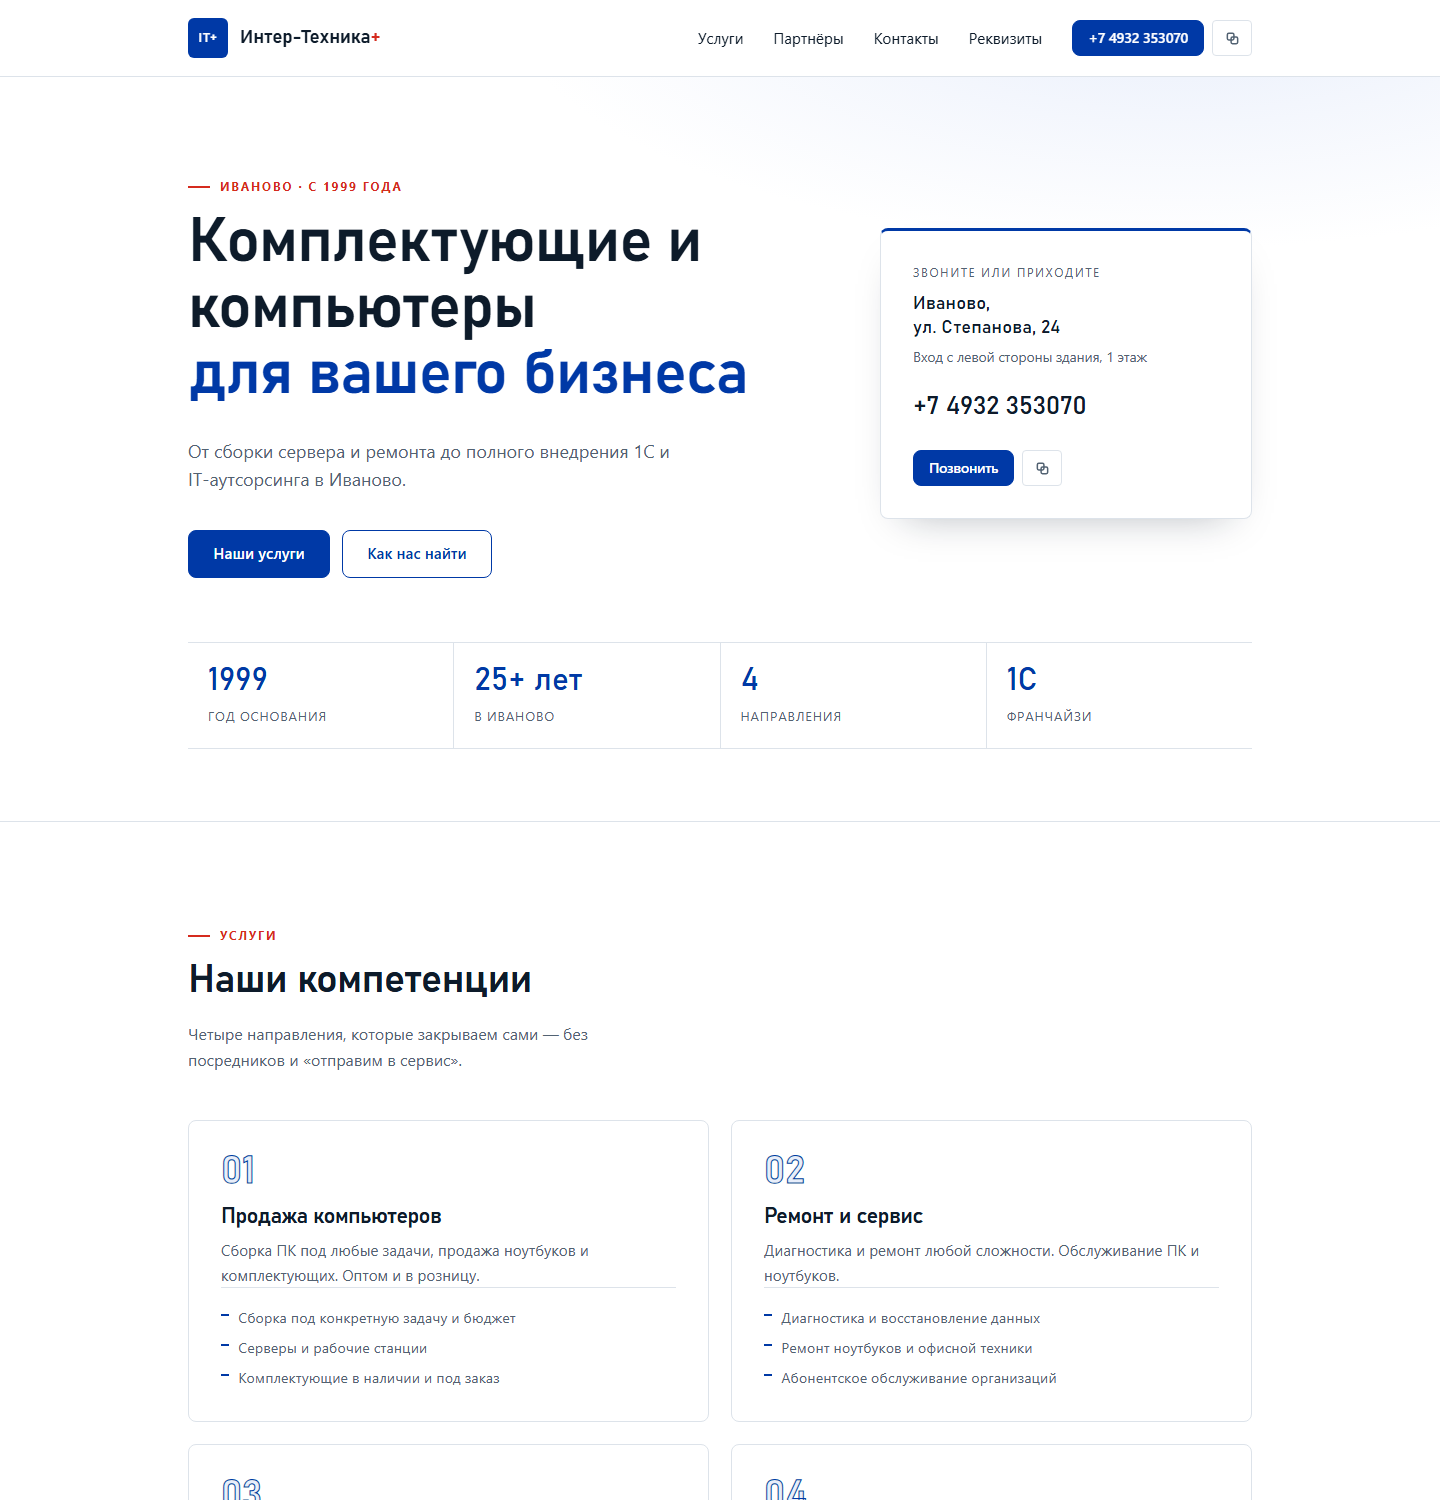 IT+
Интер-Техника+
Услуги
Партнёры
Контакты
Реквизиты
+7 4932 353070
ИВАНОВО · С 1999 ГОДА
Комплектующие и
компьютеры
для вашего бизнеса
От сборки сервера и ремонта до полного внедрения 1С и
IT-аутсорсинга в Иваново.
Наши услуги
Как нас найти
ЗВОНИТЕ ИЛИ ПРИХОДИТЕ
Иваново,
ул. Степанова, 24
Вход с левой стороны здания, 1 этаж
+7 4932 353070
Позвонить
1999
ГОД ОСНОВАНИЯ
25+ лет
В ИВАНОВО
4
НАПРАВЛЕНИЯ
1С
ФРАНЧАЙЗИ
УСЛУГИ
Наши компетенции
Четыре направления, которые закрываем сами — без
посредников и «отправим в сервис».
01
Продажа компьютеров
Сборка ПК под любые задачи, продажа ноутбуков и
комплектующих. Оптом и в розницу.
Сборка под конкретную задачу и бюджет
Серверы и рабочие станции
Комплектующие в наличии и под заказ
02
Ремонт и сервис
Диагностика и ремонт любой сложности. Обслуживание ПК и
ноутбуков.
Диагностика и восстановление данных
Ремонт ноутбуков и офисной техники
Абонентское обслуживание организаций
03
04